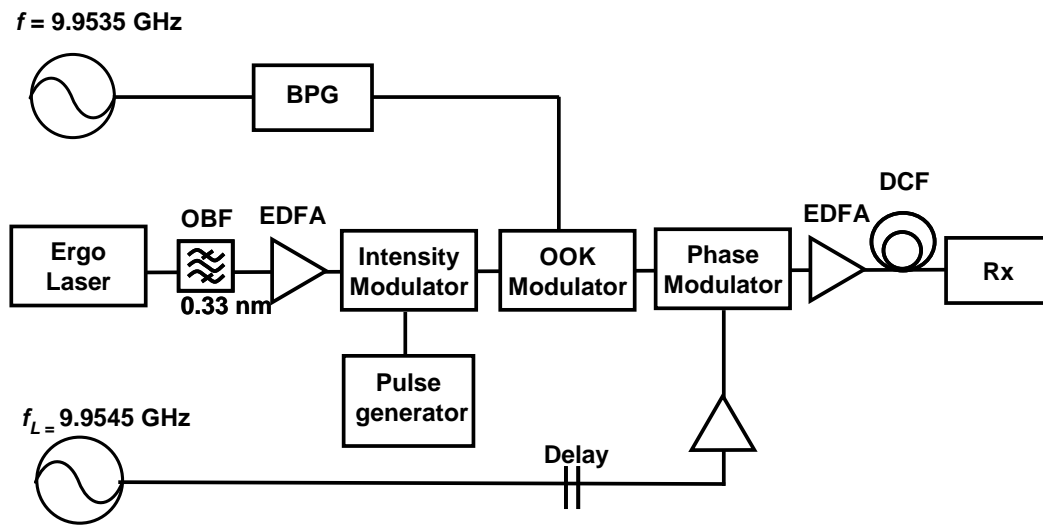 f = 9.9535 GHz
BPG
DCF
OBF
EDFA
EDFA
Ergo
Laser
Intensity
Modulator
OOK
Modulator
Phase
Modulator
Rx
0.33 nm
Pulse
generator
fL = 9.9545 GHz
Delay